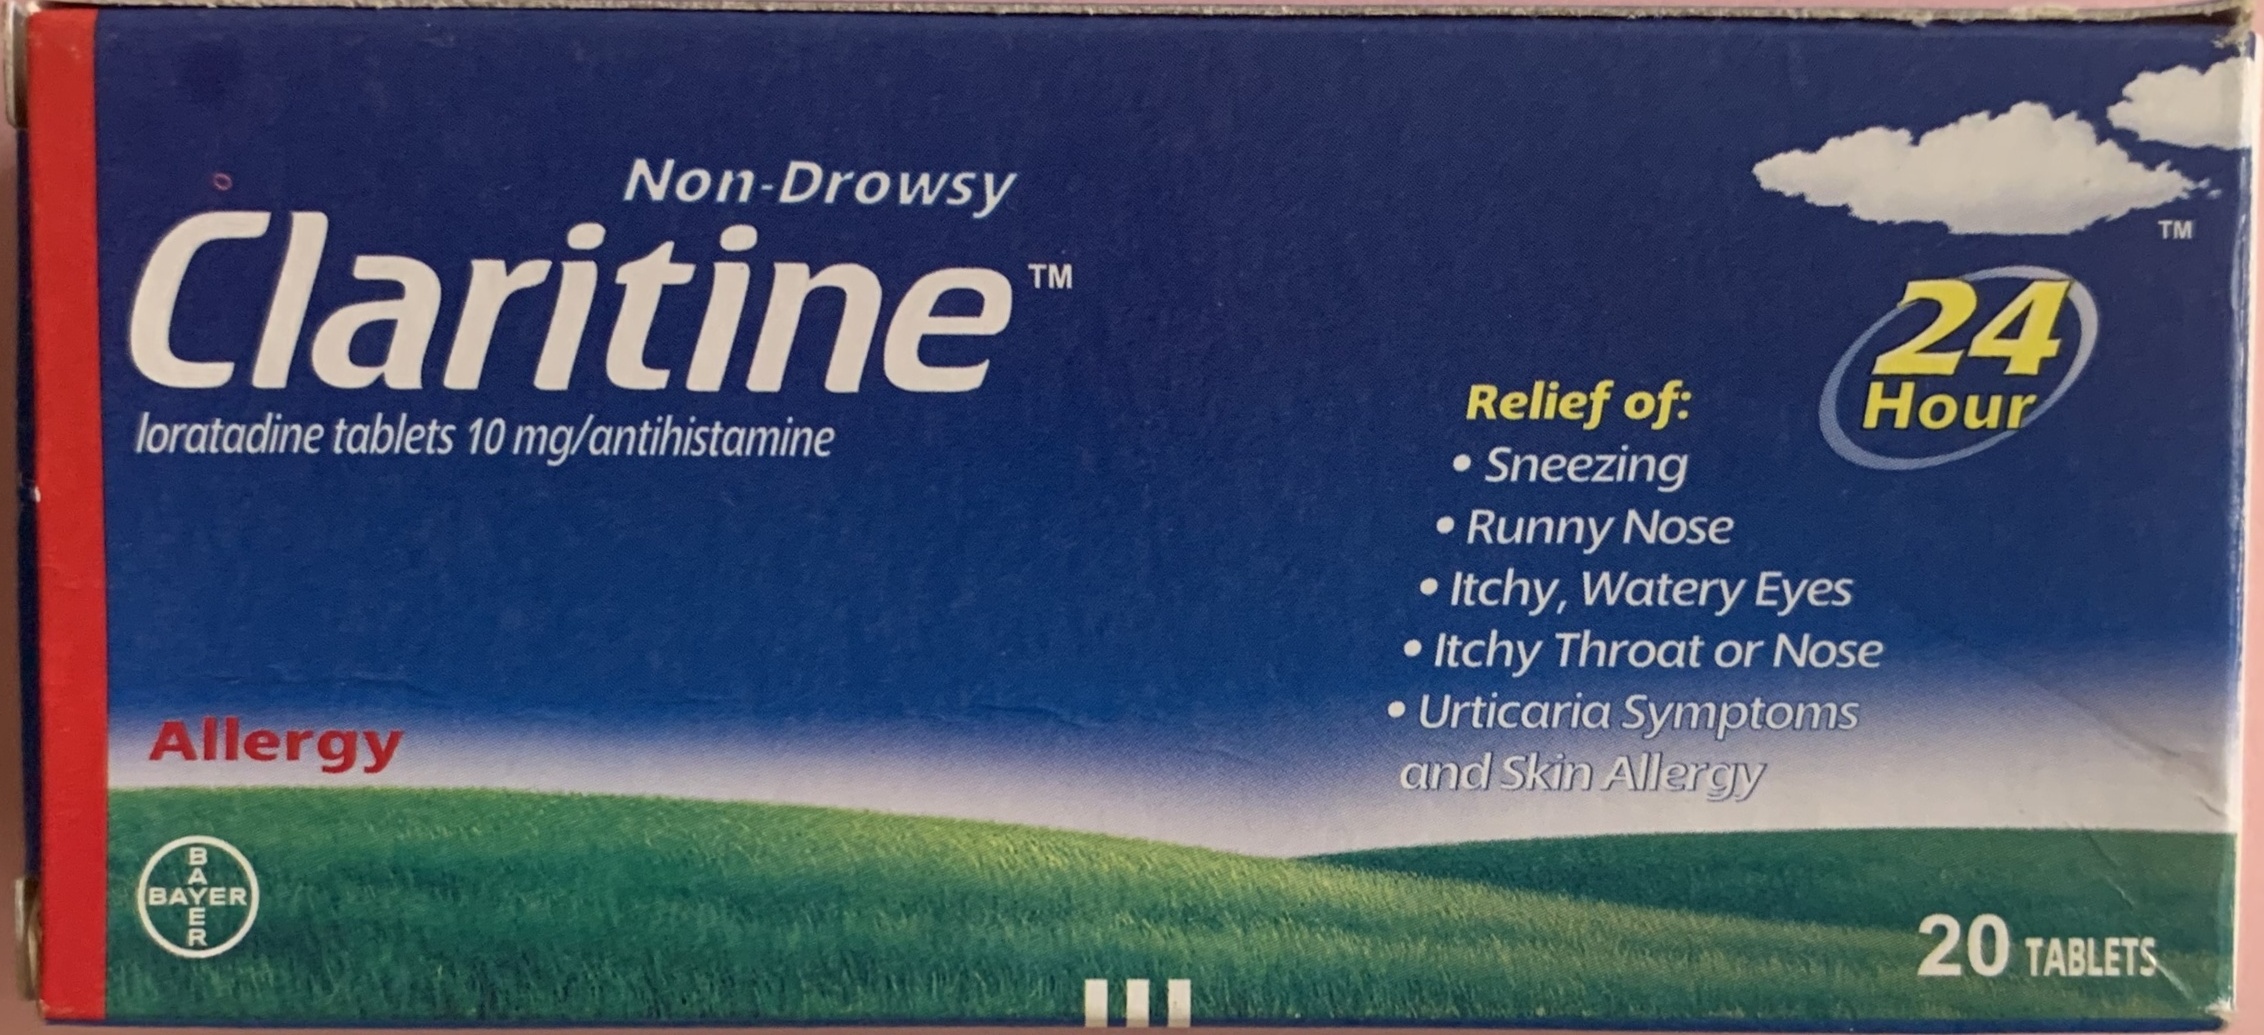 Non-Drowsy
Claritine™
loratadine tablets 10 mg/antihistamine
TM
24
Hour
Relief of:
• Sneezing
• Runny Nose
• Itchy, Watery Eyes
• Itchy Throat or Nose
• Urticaria Symptoms
and Skin Allergy
Allergy
BAYER
BAYER
20 TABLETS